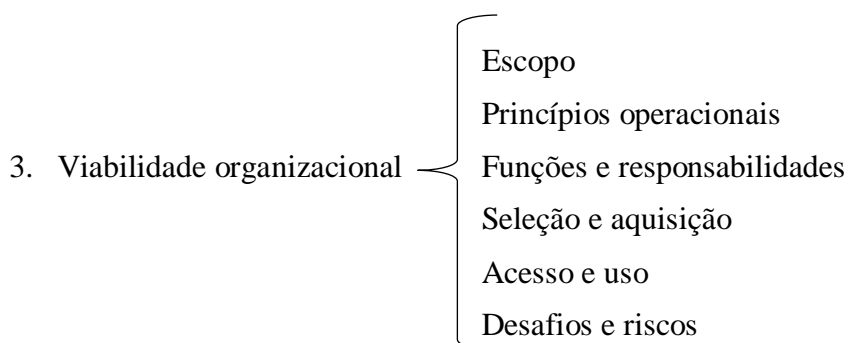 Escopo
Princípios operacionais
3. Viabilidade organizacional
Funções e responsabilidades
Seleção e aquisição
Acesso e uso
Desafios e riscos